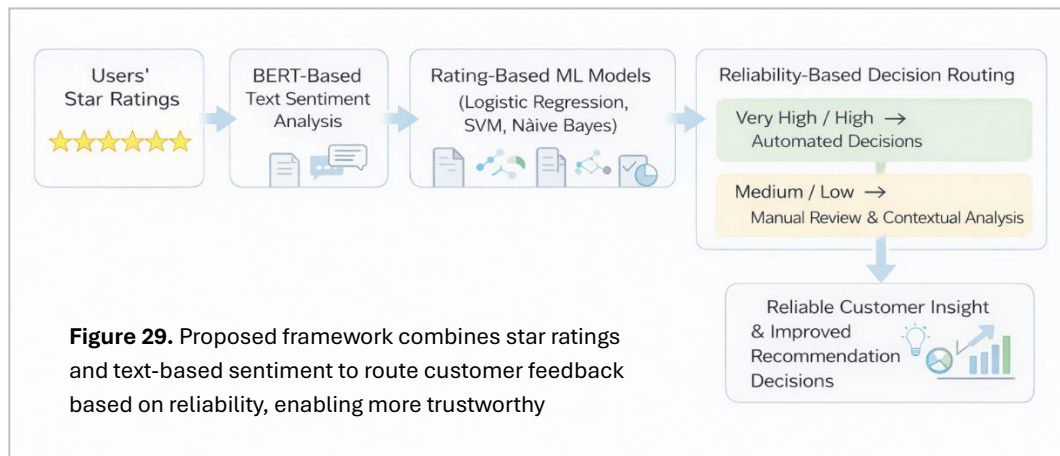 Users'
Star Ratings
BERT-Based
Text Sentiment
Analysis
Rating-Based ML Models
(Logistic Regression,
SVM, Nàive Bayes)
Reliability-Based Decision Routing
Very High / High →
Automated Decisions
Medium / Low →
Manual Review & Contextual Analysis
Reliable Customer Insight
& Improved
Recommendation
Decisions
Figure 29. Proposed framework combines star ratings
and text-based sentiment to route customer feedback
based on reliability, enabling more trustworthy